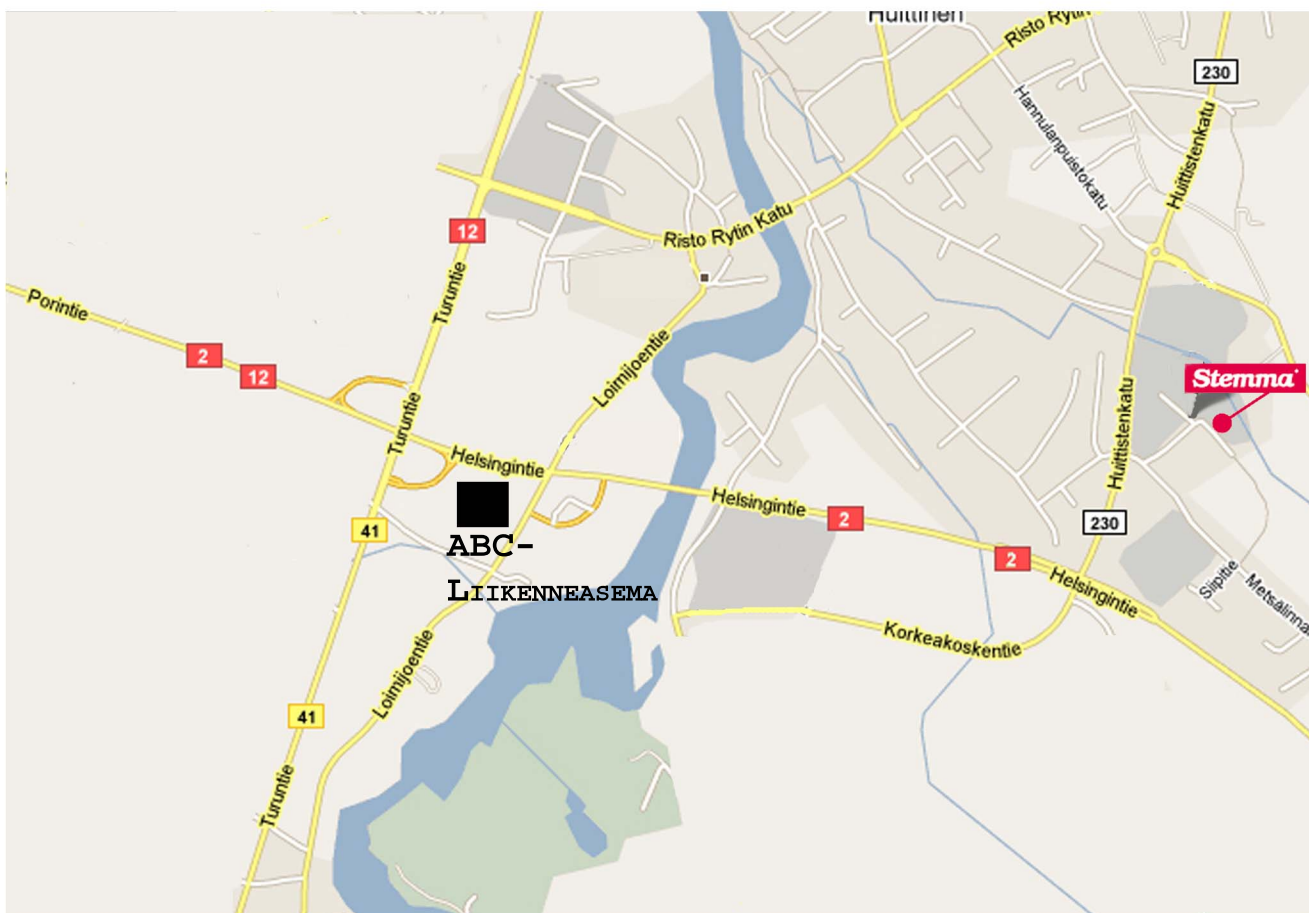 Huittinen
Risto Rytin
230
Hannulanpuistokatu
Huittistenkatu
12
Risto Rytin Katu
Turuntie
Porintie
2
12
Loimijoentie
Stemma
Turuntie
Huittistenkatu
Helsingintie
Helsingintie
2
230
41
ABC-
LIIKENNEASEMA
2
Helsingintie
Siipitie
Metsälinna
Korkeakoskentie
Loimijoentie
41
Turuntie